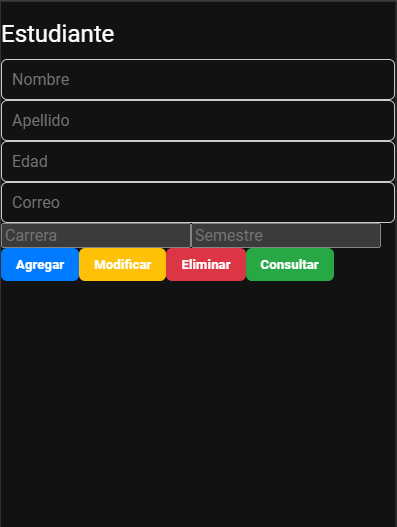 Estudiante
Nombre
Apellido
Edad
Correo
Carrera Semestre
Agregar Modificar Eliminar Consultar